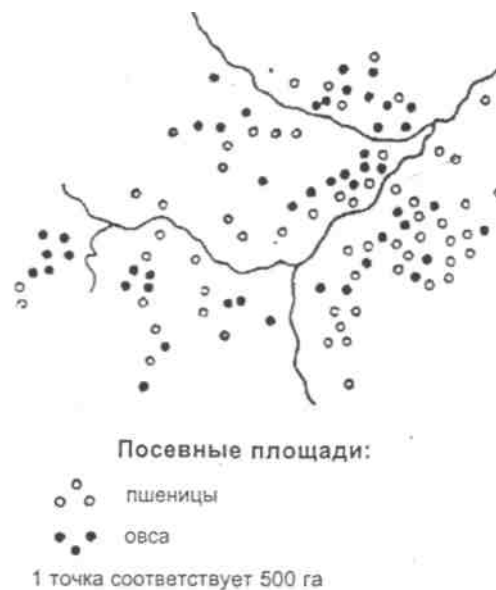 Посевные площади:
пшеницы
овса
1 точка соответствует 500 га